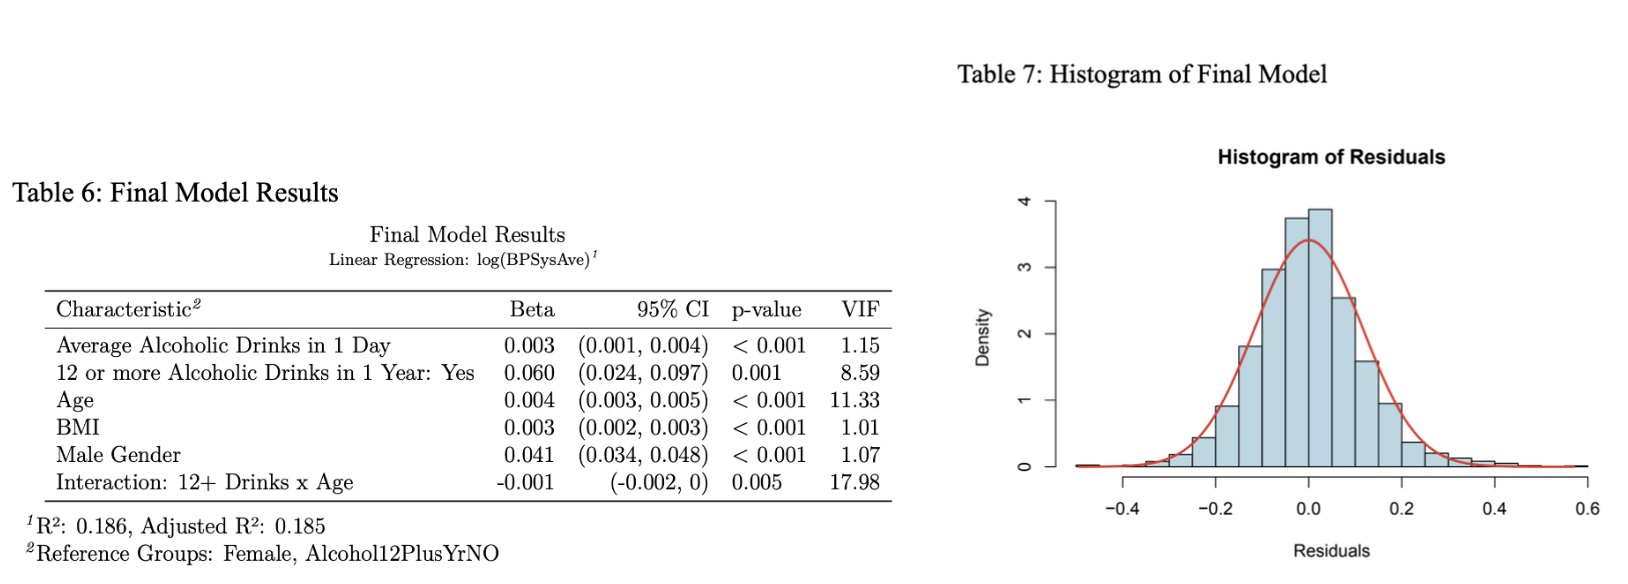 Table 6: Final Model Results
Final Model Results
Linear Regression: log(BPSysAve)¹
Characteristic² Beta 95% CI p-value VIF
Average Alcoholic Drinks in 1 Day 0.003 (0.001, 0.004) < 0.001 1.15
12 or more Alcoholic Drinks in 1 Year: Yes 0.060 (0.024, 0.097) 0.001 8.59
Age 0.004 (0.003, 0.005) < 0.001 11.33
BMI 0.003 (0.002, 0.003) < 0.001 1.01
Male Gender 0.041 (0.034, 0.048) < 0.001 1.07
Interaction: 12+ Drinks x Age -0.001 (-0.002, 0) 0.005 17.98
¹R²: 0.186, Adjusted R²: 0.185
²Reference Groups: Female, Alcohol12PlusYrNO
Table 7: Histogram of Final Model
Histogram of Residuals
Density
4
3
2
1
0
−0.4 −0.2 0.0 0.2 0.4 0.6
Residuals